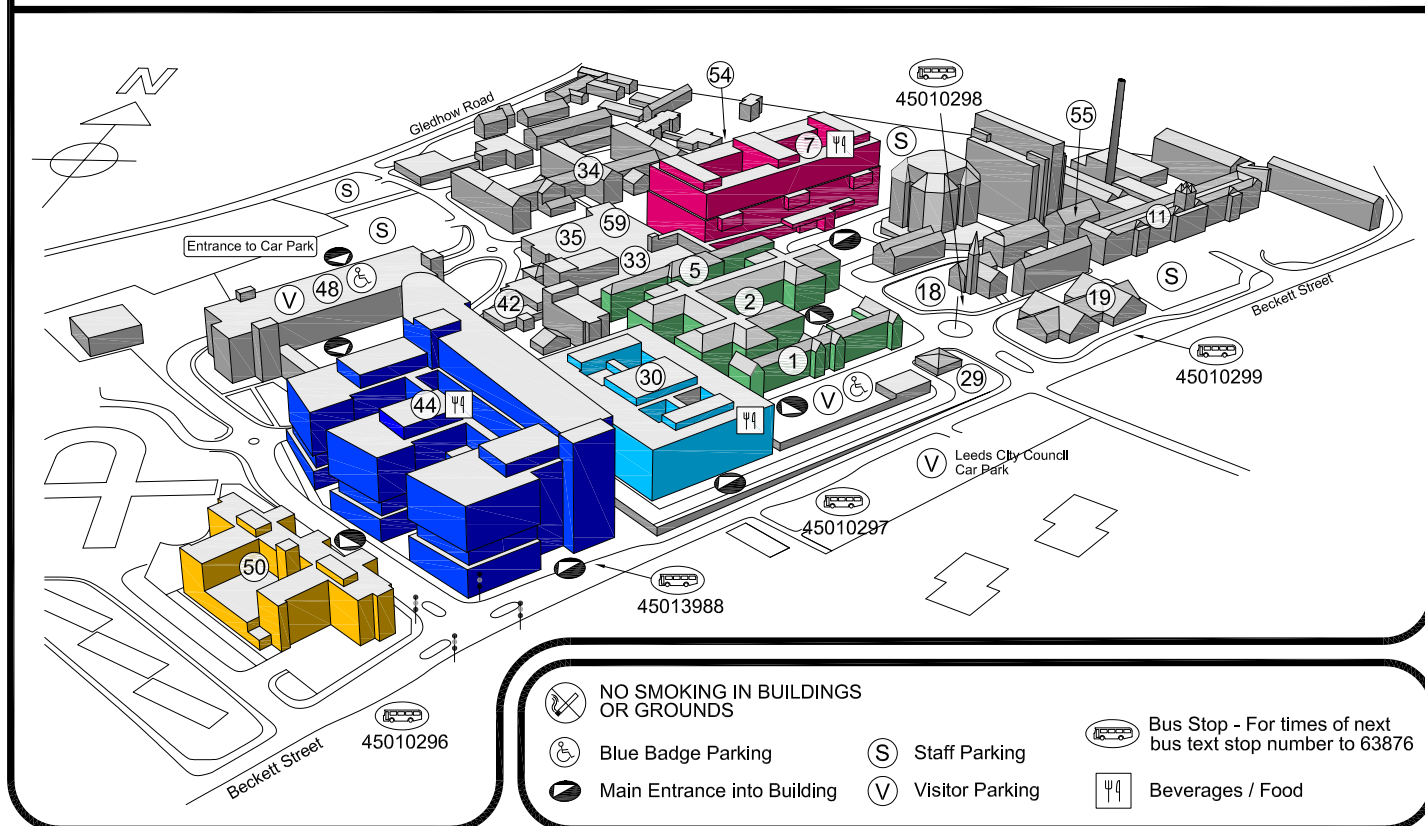 N
Gledhow Road
54
45010298
55
7
S
34
S
11
59
S
Entrance to Car Park
35
33
5
S
V
48
2
18
19
Beckett Street
42
1
29
45010299
30
V
44
V
Leeds City Council
Car Park
45010297
50
45013988
45010296
Beckett Street
NO SMOKING IN BUILDINGS
OR GROUNDS
Blue Badge Parking
Main Entrance into Building
S Staff Parking
V Visitor Parking
Bus Stop - For times of next
bus text stop number to 63876
Beverages / Food